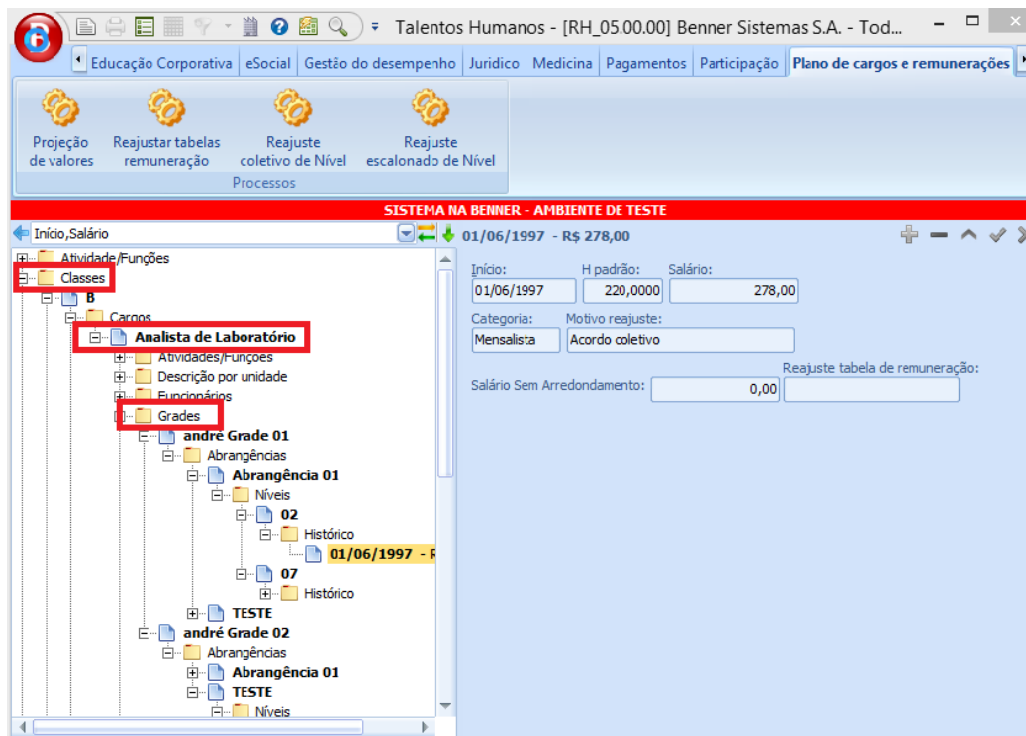 Talentos Humanos - [RH_05.00.00] Benner Sistemas S.A. - Tod...
Educação Corporativa eSocial Gestão do desempenho Juridico Medicina Pagamentos Participação Plano de cargos e remunerações
Projeção de valores
Reajustar tabelas remuneração
Reajuste coletivo de Nível
Reajuste escalonado de Nível
Processos
SISTEMA NA BENNER - AMBIENTE DE TESTE
Início,Salário
01/06/1997 - R$ 278,00
Atividade/Funções
Classes
B
Cargos
Analista de Laboratório
Atividades/Funções
Descrição por unidade
Funcionários
Grades
andré Grade 01
Abrangências
Abrangência 01
Níveis
02
Histórico
01/06/1997 - R
07
Histórico
TESTE
andré Grade 02
Abrangências
Abrangência 01
TESTE
Níveis
Início: H padrão: Salário:
01/06/1997 220,0000 278,00
Categoria: Motivo reajuste:
Mensalista Acordo coletivo
Reajuste tabela de remuneração:
Salário Sem Arredondamento: 0,00